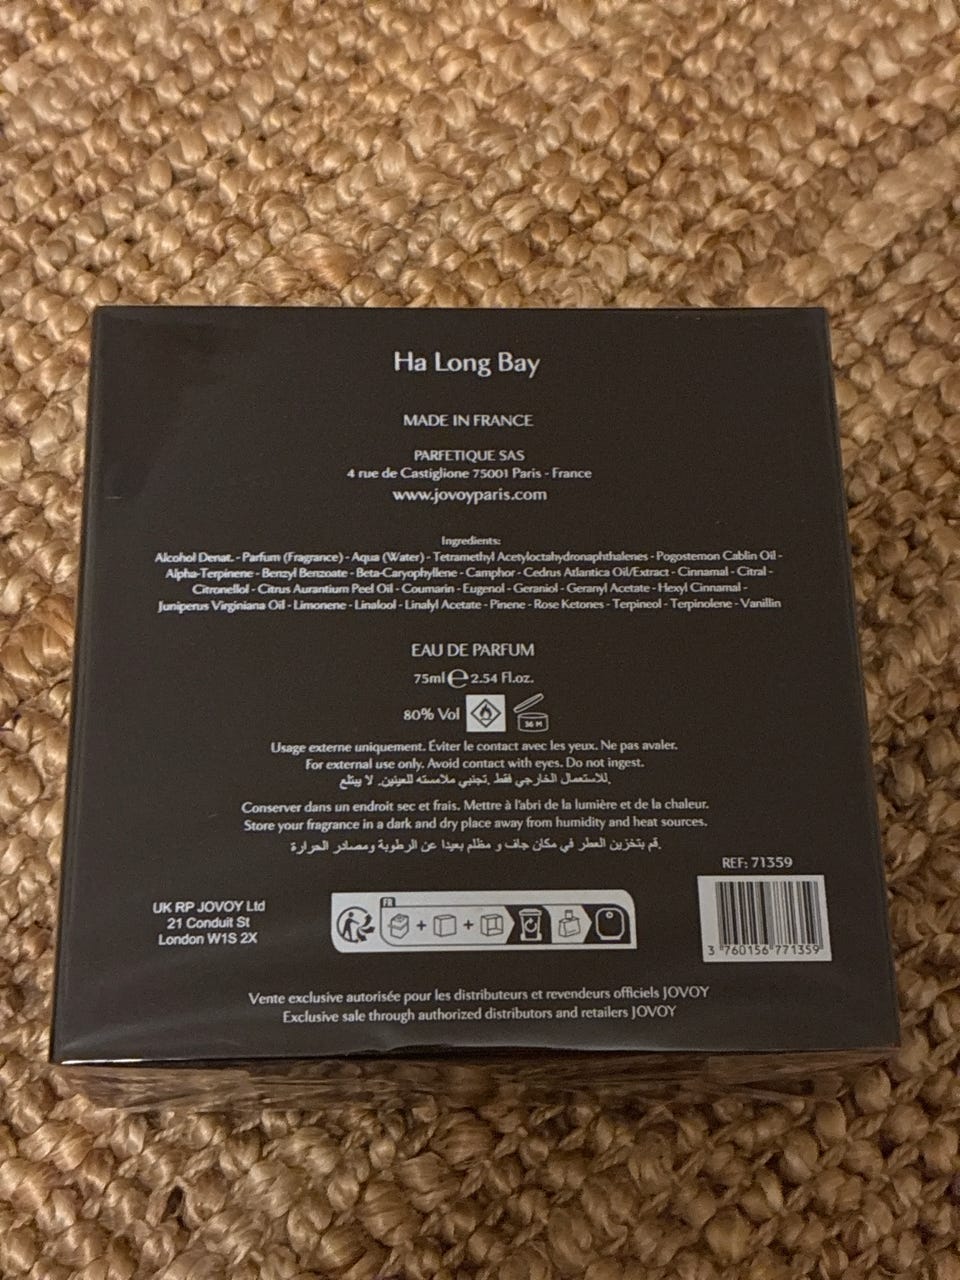 Ha Long Bay
MADE IN FRANCE
PARFETIQUE SAS
4 rue de Castiglione 75001 Paris - France
www.jovoyparis.com
Ingredients:
Alcohol Denat. - Parfum (Fragrance) - Aqua (Water) - Tetramethyl Acetyloctahydronaphthalenes - Pogostemon Cablin Oil -
Alpha-Terpinene - Benzyl Benzoate - Beta-Caryophyllene - Camphor - Cedrus Atlantica Oil/Extract - Cinnamal - Citral -
Citronellol - Citrus Aurantium Peel Oil - Coumarin - Eugenol - Geraniol - Geranyl Acetate - Hexyl Cinnamal -
Juniperus Virginiana Oil - Limonene - Linalool - Linalyl Acetate - Pinene - Rose Ketones - Terpineol - Terpinolene - Vanillin
EAU DE PARFUM
75ml ℮ 2.54 Fl.oz.
80% Vol
36 M
Usage externe uniquement. Éviter le contact avec les yeux. Ne pas avaler.
For external use only. Avoid contact with eyes. Do not ingest.
للاستعمال الخارجي فقط. تجنبي ملامسته للعينين. لا يبتلع.
Conserver dans un endroit sec et frais. Mettre à l'abri de la lumière et de la chaleur.
Store your fragrance in a dark and dry place away from humidity and heat sources.
قم بتخزين العطر في مكان جاف و مظلم بعيدا عن الرطوبة ومصادر الحرارة.
REF: 71359
3 760156 771359
UK RP JOVOY Ltd
21 Conduit St
London W1S 2X
FR
Vente exclusive autorisée pour les distributeurs et revendeurs officiels JOVOY
Exclusive sale through authorized distributors and retailers JOVOY